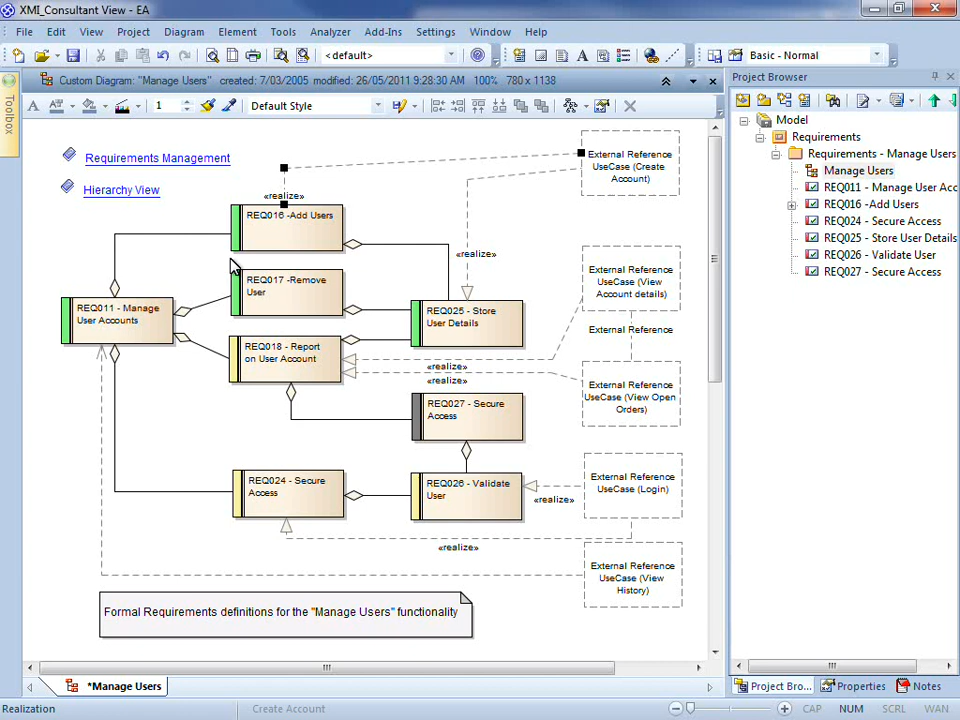 XMI_Consultant View - EA
File Edit View Project Diagram Element Tools Analyzer Add-Ins Settings Window Help
<default>
Basic - Normal
Custom Diagram: "Manage Users" created: 7/03/2005 modified: 26/05/2011 9:28:30 AM 100% 780 x 1138
Project Browser
Toolbox
1
Default Style
Model
Requirements
Requirements - Manage Users
Manage Users
REQ011 - Manage User Acc
REQ016 -Add Users
REQ024 - Secure Access
REQ025 - Store User Details
REQ026 - Validate User
REQ027 - Secure Access
Requirements Management
Hierarchy View
External Reference
UseCase (Create
Account)
«realize»
REQ016 -Add Users
«realize»
REQ017 -Remove
User
External Reference
UseCase (View
Account details)
REQ011 - Manage
User Accounts
REQ025 - Store
User Details
External Reference
REQ018 - Report
on User Account
«realize»
«realize»
External Reference
UseCase (View Open
Orders)
REQ027 - Secure
Access
REQ024 - Secure
Access
REQ026 - Validate
User
External Reference
UseCase (Login)
«realize»
«realize»
External Reference
UseCase (View
History)
Formal Requirements definitions for the "Manage Users" functionality
*Manage Users
Project Bro... Properties Notes
Realization
Create Account
CAP NUM SCRL WAN